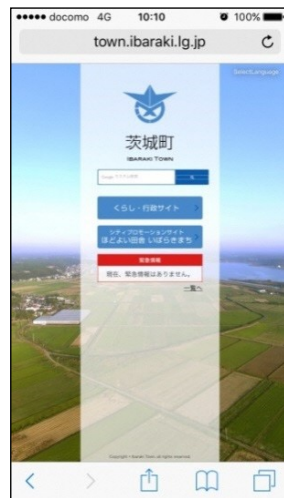 docomo 4G 10:10 100%
town.ibaraki.lg.jp
SelectLanguage
茨城町
IBARAKI TOWN
くらし・行政サイト
シティプロモーションサイト
ほどよい田舎 いばらきまち
緊急情報
現在、緊急情報はありません。
一覧へ